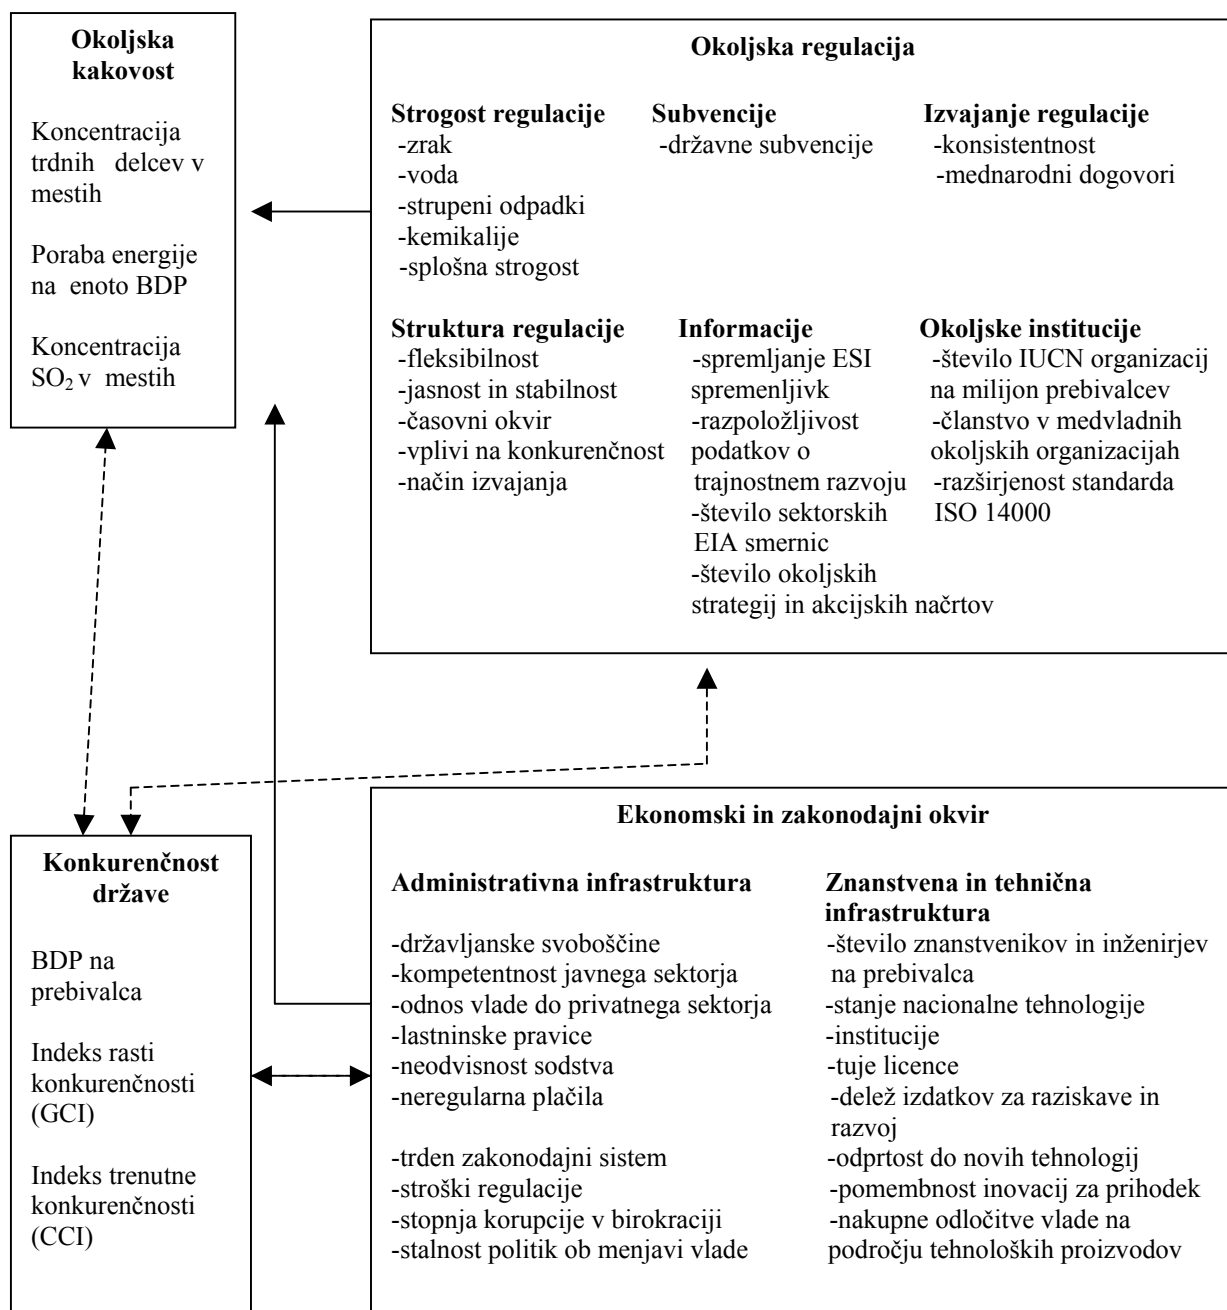 Okoljska
kakovost
Koncentracija
trdnih delcev v
mestih
Poraba energije
na enoto BDP
Koncentracija
SO2 v mestih
Okoljska regulacija
Strogost regulacije
-zrak
-voda
-strupeni odpadki
-kemikalije
-splošna strogost
Subvencije
-državne subvencije
Izvajanje regulacije
-konsistentnost
-mednarodni dogovori
Struktura regulacije
-fleksibilnost
-jasnost in stabilnost
-časovni okvir
-vplivi na konkurenčnost
-način izvajanja
Informacije
-spremljanje ESI
spremenljivk
-razpoložljivost
podatkov o
trajnostnem razvoju
-število sektorskih
EIA smernic
-število okoljskih
strategij in akcijskih načrtov
Okoljske institucije
-število IUCN organizacij
na milijon prebivalcev
-članstvo v medvladnih
okoljskih organizacijah
-razširjenost standarda
ISO 14000
Konkurenčnost
države
BDP na
prebivalca
Indeks rasti
konkurenčnosti
(GCI)
Indeks trenutne
konkurenčnosti
(CCI)
Ekonomski in zakonodajni okvir
Administrativna infrastruktura
-državljanske svoboščine
-kompetentnost javnega sektorja
-odnos vlade do privatnega sektorja
-lastninske pravice
-neodvisnost sodstva
-neregularna plačila
-trden zakonodajni sistem
-stroški regulacije
-stopnja korupcije v birokraciji
-stalnost politik ob menjavi vlade
Znanstvena in tehnična
infrastruktura
-število znanstvenikov in inženirjev
na prebivalca
-stanje nacionalne tehnologije
-institucije
-tuje licence
-delež izdatkov za raziskave in
razvoj
-odprtost do novih tehnologij
-pomembnost inovacij za prihodek
-nakupne odločitve vlade na
področju tehnoloških proizvodov